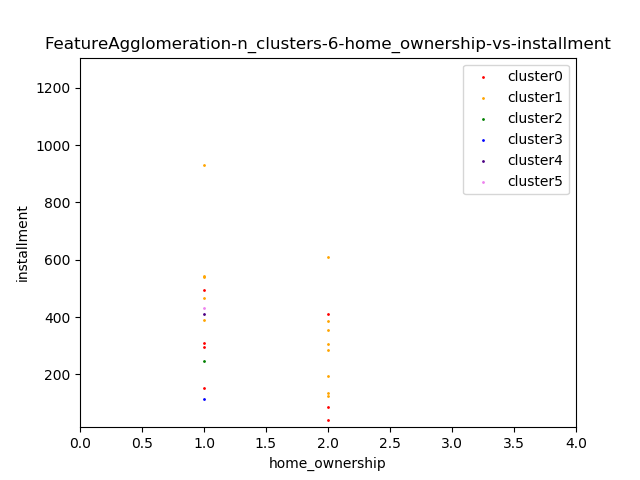 FeatureAgglomeration-n_clusters-6-home_ownership-vs-installment
cluster0
cluster1
cluster2
cluster3
cluster4
cluster5
1200
1000
800
600
400
200
installment
0.0 0.5 1.0 1.5 2.0 2.5 3.0 3.5 4.0
home_ownership